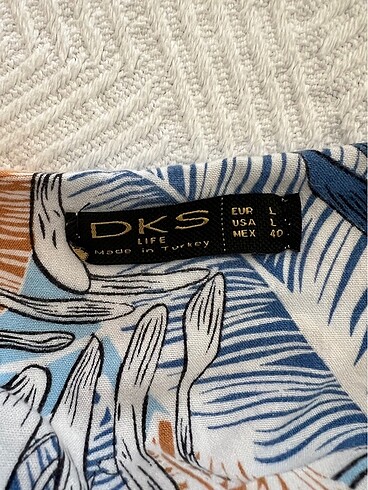 DKS
LIFE
Made in Turkey
EUR L
USA L
MEX 40